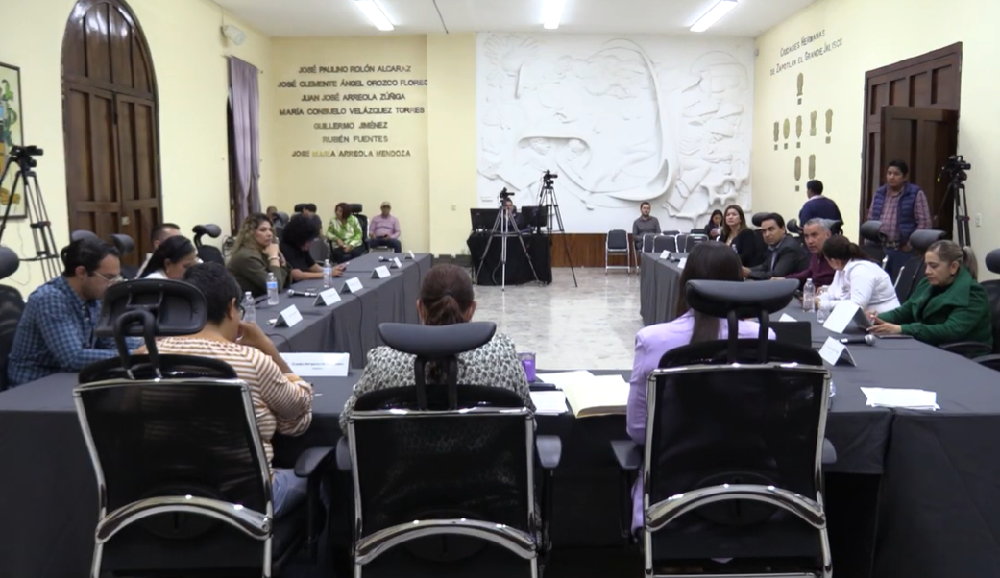 JOSÉ PAULINO ROLÓN ALCARAZ
JOSÉ CLEMENTE ÁNGEL OROZCO FLORES
JUAN JOSÉ ARREOLA ZÚÑIGA
MARÍA CONSUELO VELÁZQUEZ TORRES
GUILLERMO JIMÉNEZ
RUBÉN FUENTES
JOSÉ MARÍA ARREOLA MENDOZA
CIUDADES HERMANAS
DE ZAPOTLÁN EL GRANDE, JALISCO